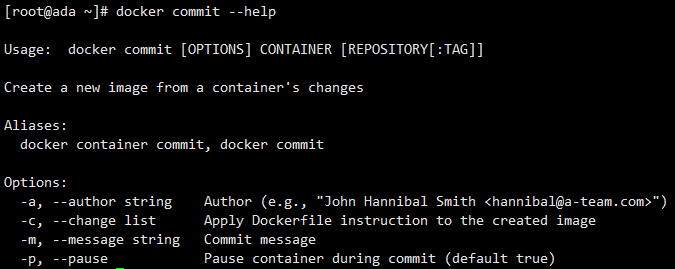 [root@ada ~]# docker commit --help
Usage:  docker commit [OPTIONS] CONTAINER [REPOSITORY[:TAG]]
Create a new image from a container's changes
Aliases:
  docker container commit, docker commit
Options:
  -a, --author string    Author (e.g., "John Hannibal Smith <hannibal@a-team.com>")
  -c, --change list      Apply Dockerfile instruction to the created image
  -m, --message string   Commit message
  -p, --pause            Pause container during commit (default true)